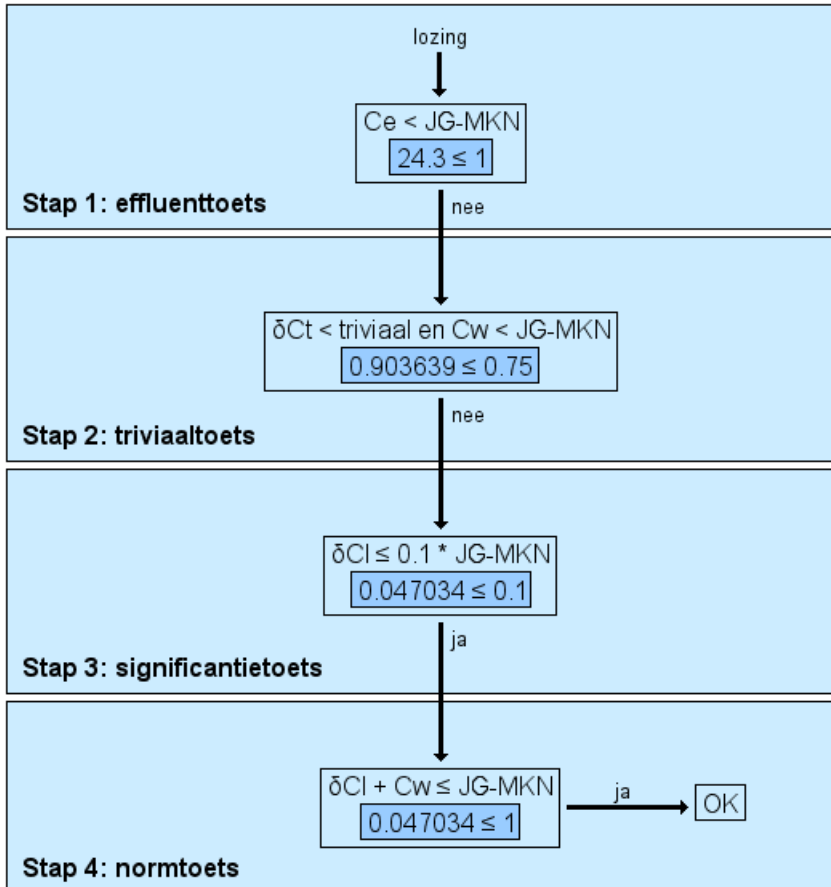 lozing
Ce < JG-MKN
24.3 ≤ 1
Stap 1: effluenttoets
nee
δCt < triviaal en Cw < JG-MKN
0.903639 ≤ 0.75
Stap 2: triviaaltoets
nee
δCl ≤ 0.1 * JG-MKN
0.047034 ≤ 0.1
ja
Stap 3: significantietoets
δCl + Cw ≤ JG-MKN
0.047034 ≤ 1
ja
OK
Stap 4: normtoets